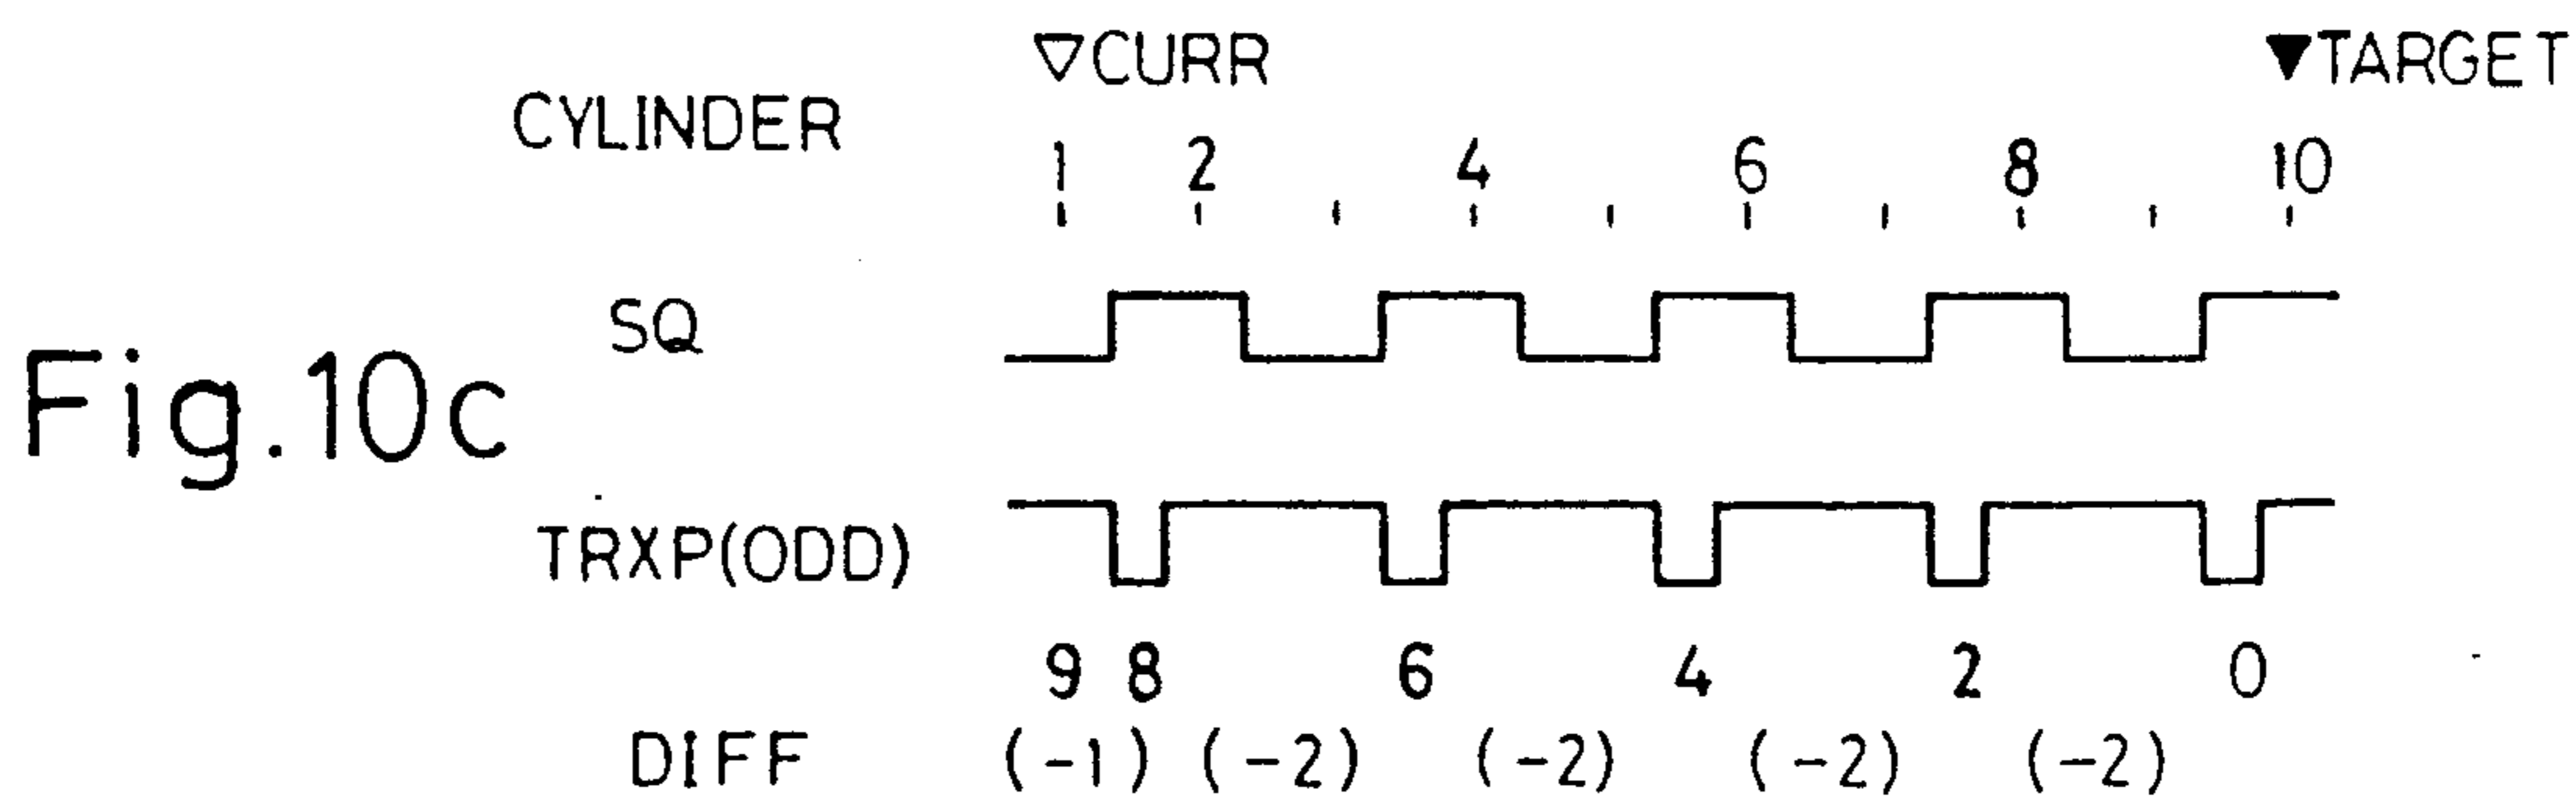 ▽CURR ▼TARGET
CYLINDER
1 2 4 6 8 10
SQ
Fig.10c
TRXP(ODD)
9 8 6 4 2 0
DIFF (-1) (-2) (-2) (-2) (-2)